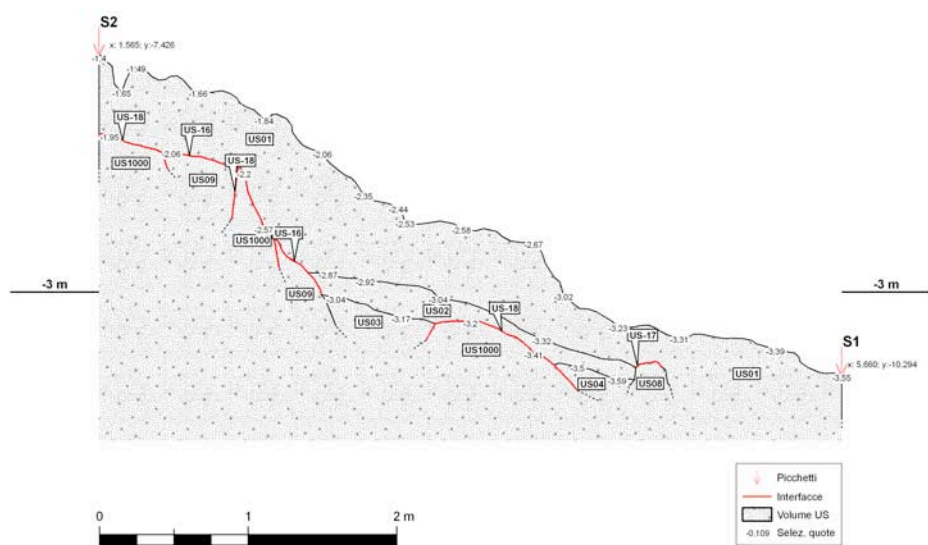 S2
x: 1.565; y:-7.426
-1.4
-1.49
-1.65
-1.66
US-18
US-16
-1.84
US01
-1.95
-2.06
-2.06
US1000
US09
US-18
-2.2
-2.35
-2.44
-2.53
-2.58
-2.57
US-16
US1000
-2.67
-2.87
-2.92
-3 m
-3 m
US09
-3.04
-3.04
-3.02
US-18
US02
US03
-3.17
-3.2
-3.23
-3.31
-3.32
US-17
S1
US1000
-3.41
-3.39
x: 5.660; y:-10.294
-3.5
US04
-3.59
US08
US01
-3.55
Picchetti
Interfacce
Volume US
-0.109 Selez. quote
0 1 2 m